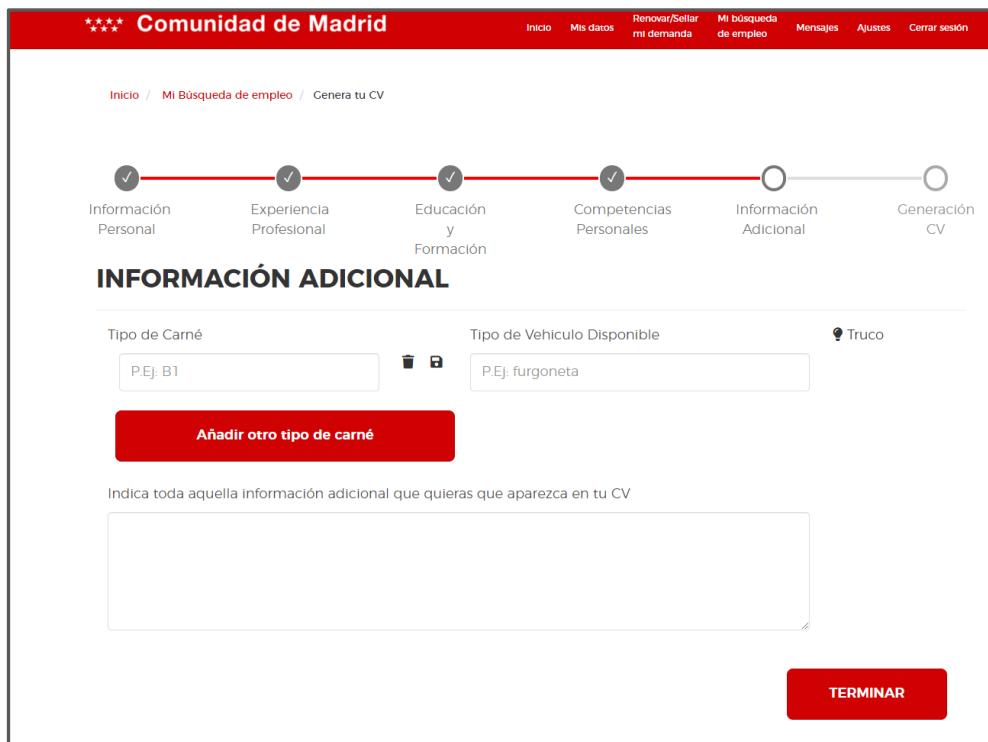 Comunidad de Madrid
Inicio Mis datos Renovar/Sellar mi demanda Mi búsqueda de empleo Mensajes Ajustes Cerrar sesión
Inicio / Mi Búsqueda de empleo / Genera tu CV
Información Personal
Experiencia Profesional
Educación y Formación
Competencias Personales
Información Adicional
Generación CV
INFORMACIÓN ADICIONAL
Tipo de Carné Tipo de Vehiculo Disponible Truco
P.Ej: B1 P.Ej: furgoneta
Añadir otro tipo de carné
Indica toda aquella información adicional que quieras que aparezca en tu CV
TERMINAR